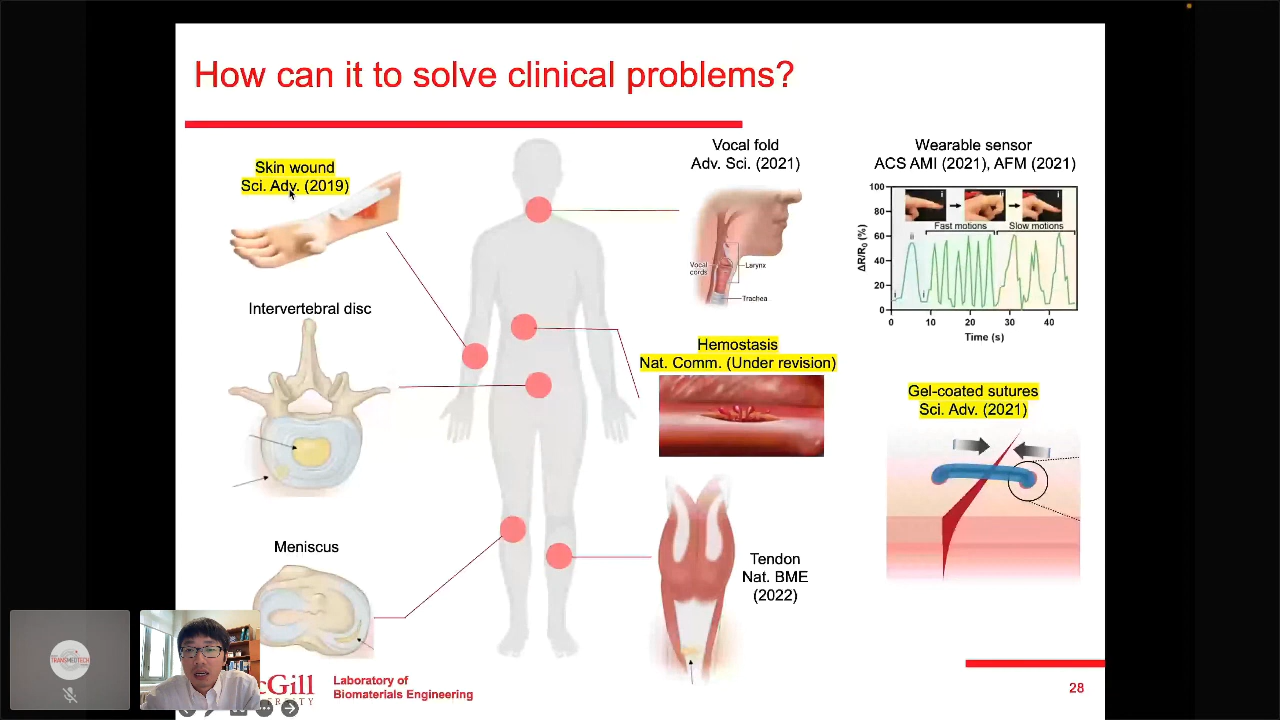 How can it to solve clinical problems?
Skin wound
Sci. Adv. (2019)
Vocal fold
Adv. Sci. (2021)
Vocal
cords
Larynx
Trachea
Wearable sensor
ACS AMI (2021), AFM (2021)
100
80
60
40
20
0
ΔR/R0 (%)
i
ii
i
Fast motions
Slow motions
ii
i
i
0
10
20
30
40
Time (s)
Intervertebral disc
Hemostasis
Nat. Comm. (Under revision)
Gel-coated sutures
Sci. Adv. (2021)
Meniscus
Tendon
Nat. BME
(2022)
TRANSMEDTECH
Laboratory of
Biomaterials Engineering
28